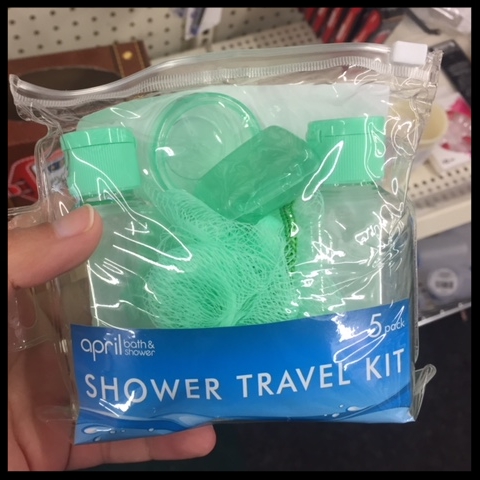 5 pack
april bath & shower
SHOWER TRAVEL KIT